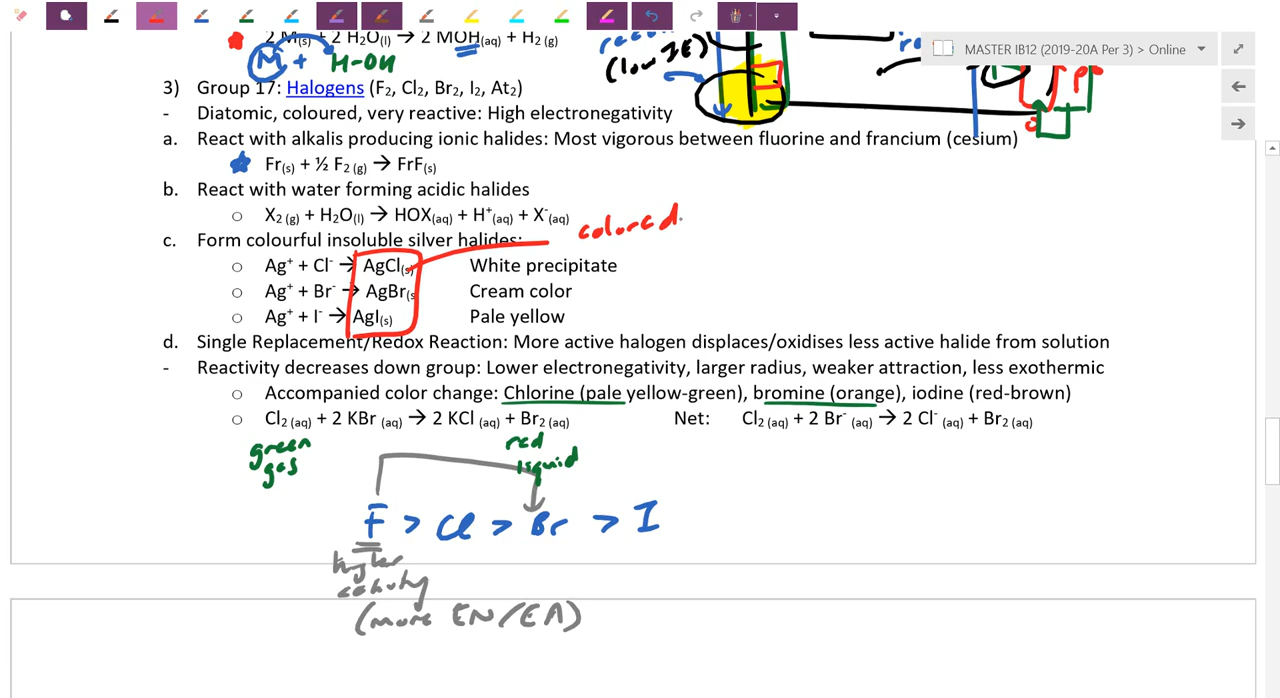 2 M(s) + 2 H₂O(l) → 2 MOH(aq) + H₂ (g)
M + H-OH
(low IE)
MASTER IB12 (2019-20A Per 3) > Online
3) Group 17: Halogens (F₂, Cl₂, Br₂, I₂, At₂)
- Diatomic, coloured, very reactive: High electronegativity
a. React with alkalis producing ionic halides: Most vigorous between fluorine and francium (cesium)
Fr(s) + ½ F₂ (g) → FrF(s)
b. React with water forming acidic halides
○ X₂ (g) + H₂O(l) → HOX(aq) + H⁺(aq) + X⁻(aq)
colored
c. Form colourful insoluble silver halides:
○ Ag⁺ + Cl⁻ → AgCl(s) White precipitate
○ Ag⁺ + Br⁻ → AgBr(s Cream color
○ Ag⁺ + I⁻ → AgI(s) Pale yellow
d. Single Replacement/Redox Reaction: More active halogen displaces/oxidises less active halide from solution
- Reactivity decreases down group: Lower electronegativity, larger radius, weaker attraction, less exothermic
○ Accompanied color change: Chlorine (pale yellow-green), bromine (orange), iodine (red-brown)
○ Cl₂ (aq) + 2 KBr (aq) → 2 KCl (aq) + Br₂ (aq) Net: Cl₂ (aq) + 2 Br⁻ (aq) → 2 Cl⁻ (aq) + Br₂ (aq)
green gas
red liquid
F > Cl > Br > I
higher
(more EN/EA)